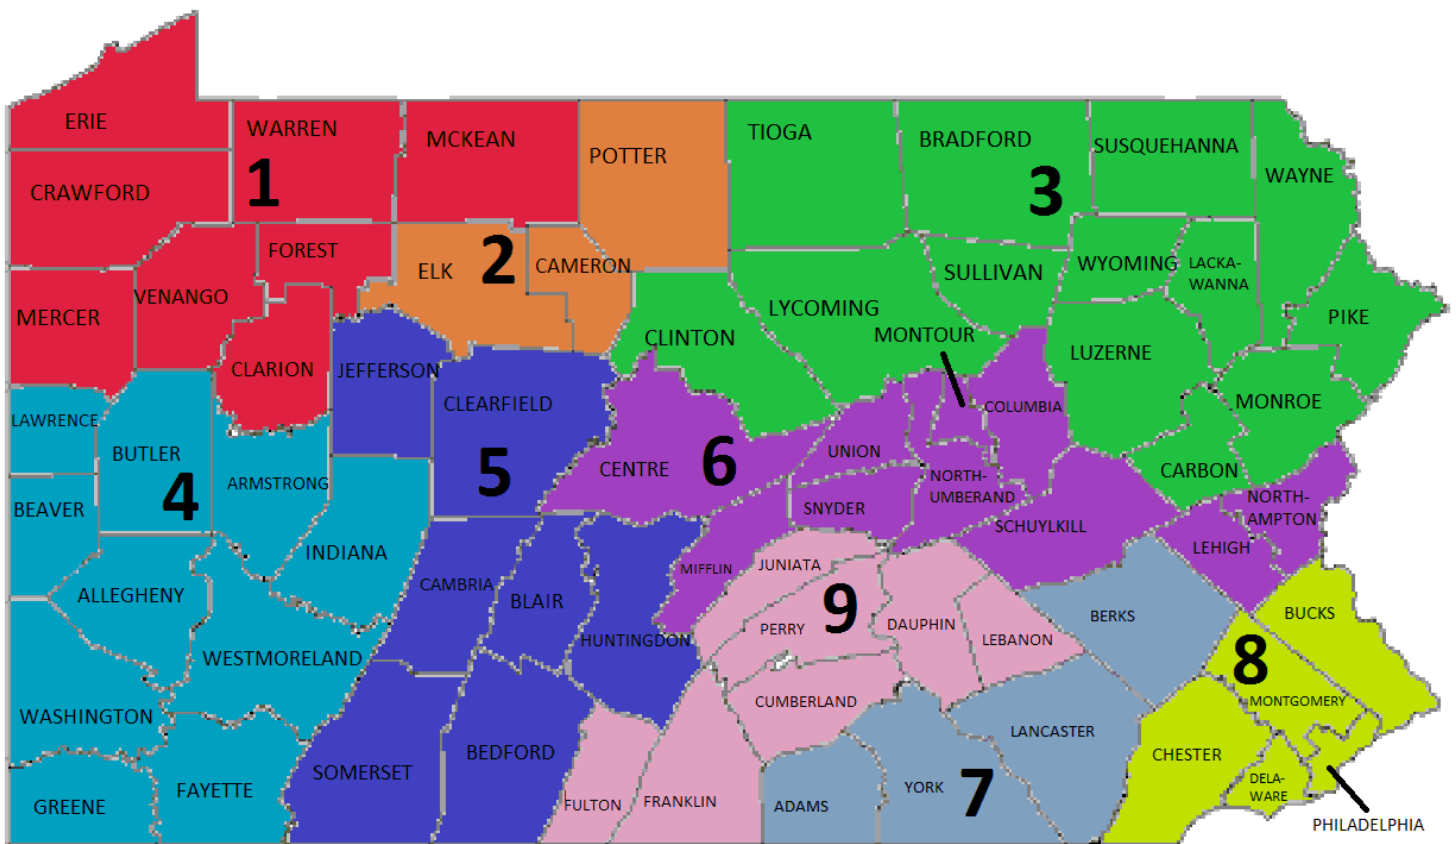 ERIE
WARREN
MCKEAN
POTTER
TIOGA
BRADFORD
SUSQUEHANNA
WAYNE
CRAWFORD
1
3
FOREST
ELK
2
CAMERON
SULLIVAN
WYOMING
LACKA-
WANNA
MERCER
VENANGO
LYCOMING
MONTOUR
PIKE
CLINTON
LUZERNE
CLARION
JEFFERSON
CLEARFIELD
COLUMBIA
MONROE
LAWRENCE
BUTLER
4
ARMSTRONG
5
CENTRE
6
UNION
NORTH-
UMBERAND
CARBON
BEAVER
SNYDER
SCHUYLKILL
NORTH-
AMPTON
INDIANA
LEHIGH
ALLEGHENY
CAMBRIA
BLAIR
MIFFLIN
JUNIATA
HUNTINGDON
PERRY
9
DAUPHIN
LEBANON
BERKS
BUCKS
WESTMORELAND
8
WASHINGTON
CUMBERLAND
MONTGOMERY
LANCASTER
SOMERSET
BEDFORD
CHESTER
GREENE
FAYETTE
FULTON
FRANKLIN
ADAMS
YORK
7
DELA-
WARE
PHILADELPHIA